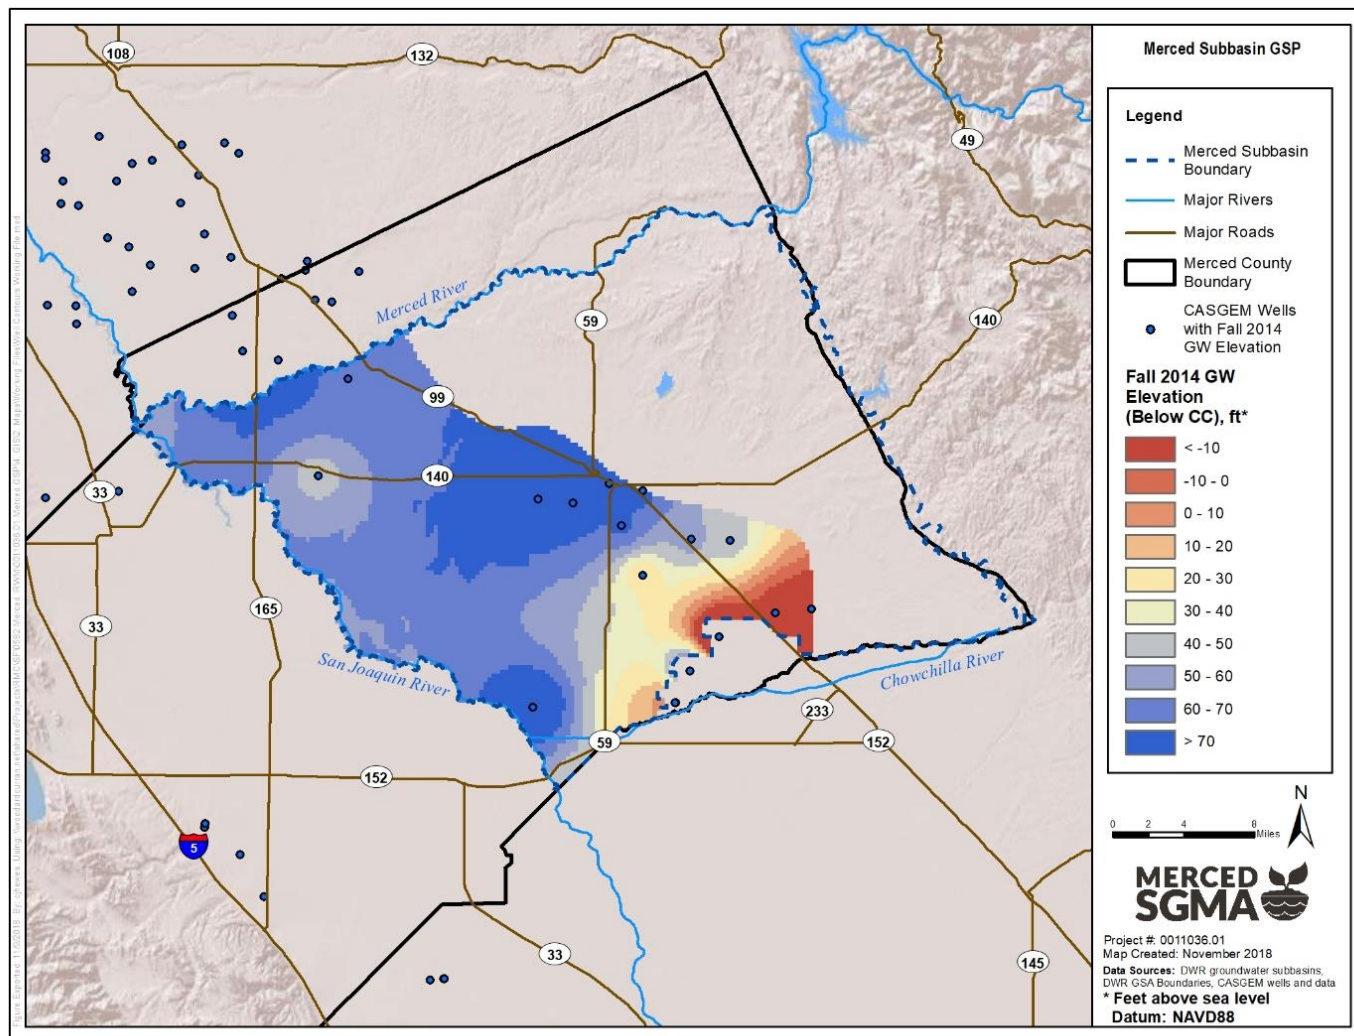 Merced Subbasin GSP
Legend
Merced Subbasin
Boundary
Major Rivers
Major Roads
Merced County
Boundary
CASGEM Wells
with Fall 2014
GW Elevation
Fall 2014 GW
Elevation
(Below CC), ft*
< -10
-10 - 0
0 - 10
10 - 20
20 - 30
30 - 40
40 - 50
50 - 60
60 - 70
> 70
N
0 2 4 8
Miles
MERCED
SGMA
Project #: 0011036.01
Map Created: November 2018
Data Sources: DWR groundwater subbasins,
DWR GSA Boundaries, CASGEM wells and data
* Feet above sea level
Datum: NAVD88
108
132
49
Merced River
59
140
99
140
33
165
33
San Joaquin River
Chowchilla River
233
59
152
152
5
33
145